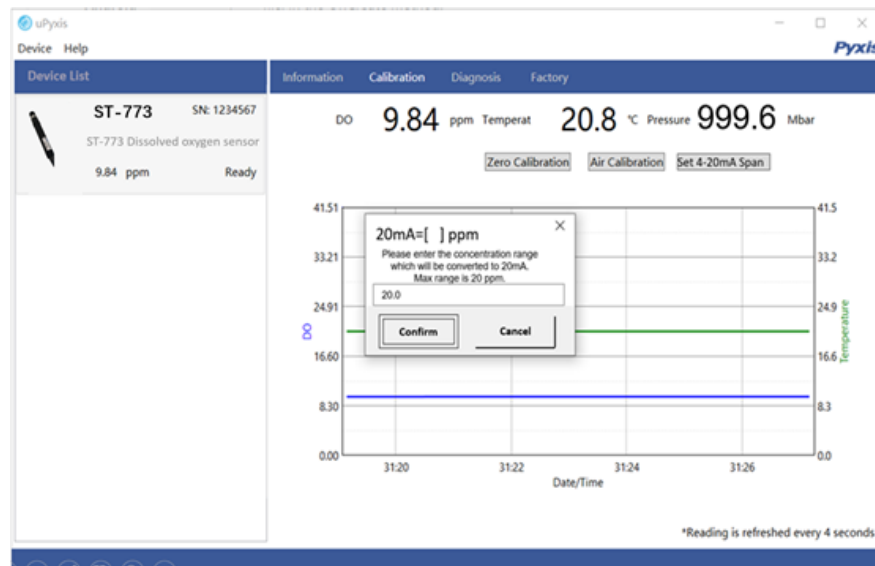 uPyxis
Device Help
Pyxis
Device List
Information Calibration Diagnosis Factory
ST-773 SN: 1234567
ST-773 Dissolved oxygen sensor
9.84 ppm Ready
DO 9.84 ppm Temperat 20.8 °C Pressure 999.6 Mbar
Zero Calibration Air Calibration Set 4-20mA Span
20mA=[ ] ppm
Please enter the concentration range
which will be converted to 20mA.
Max range is 20 ppm.
20.0
Confirm Cancel
41.51
33.21
24.91
16.60
8.30
0.00
DO
41.5
33.2
24.9
16.6
8.3
0.0
Temperature
31:20 31:22 31:24 31:26
Date/Time
*Reading is refreshed every 4 seconds